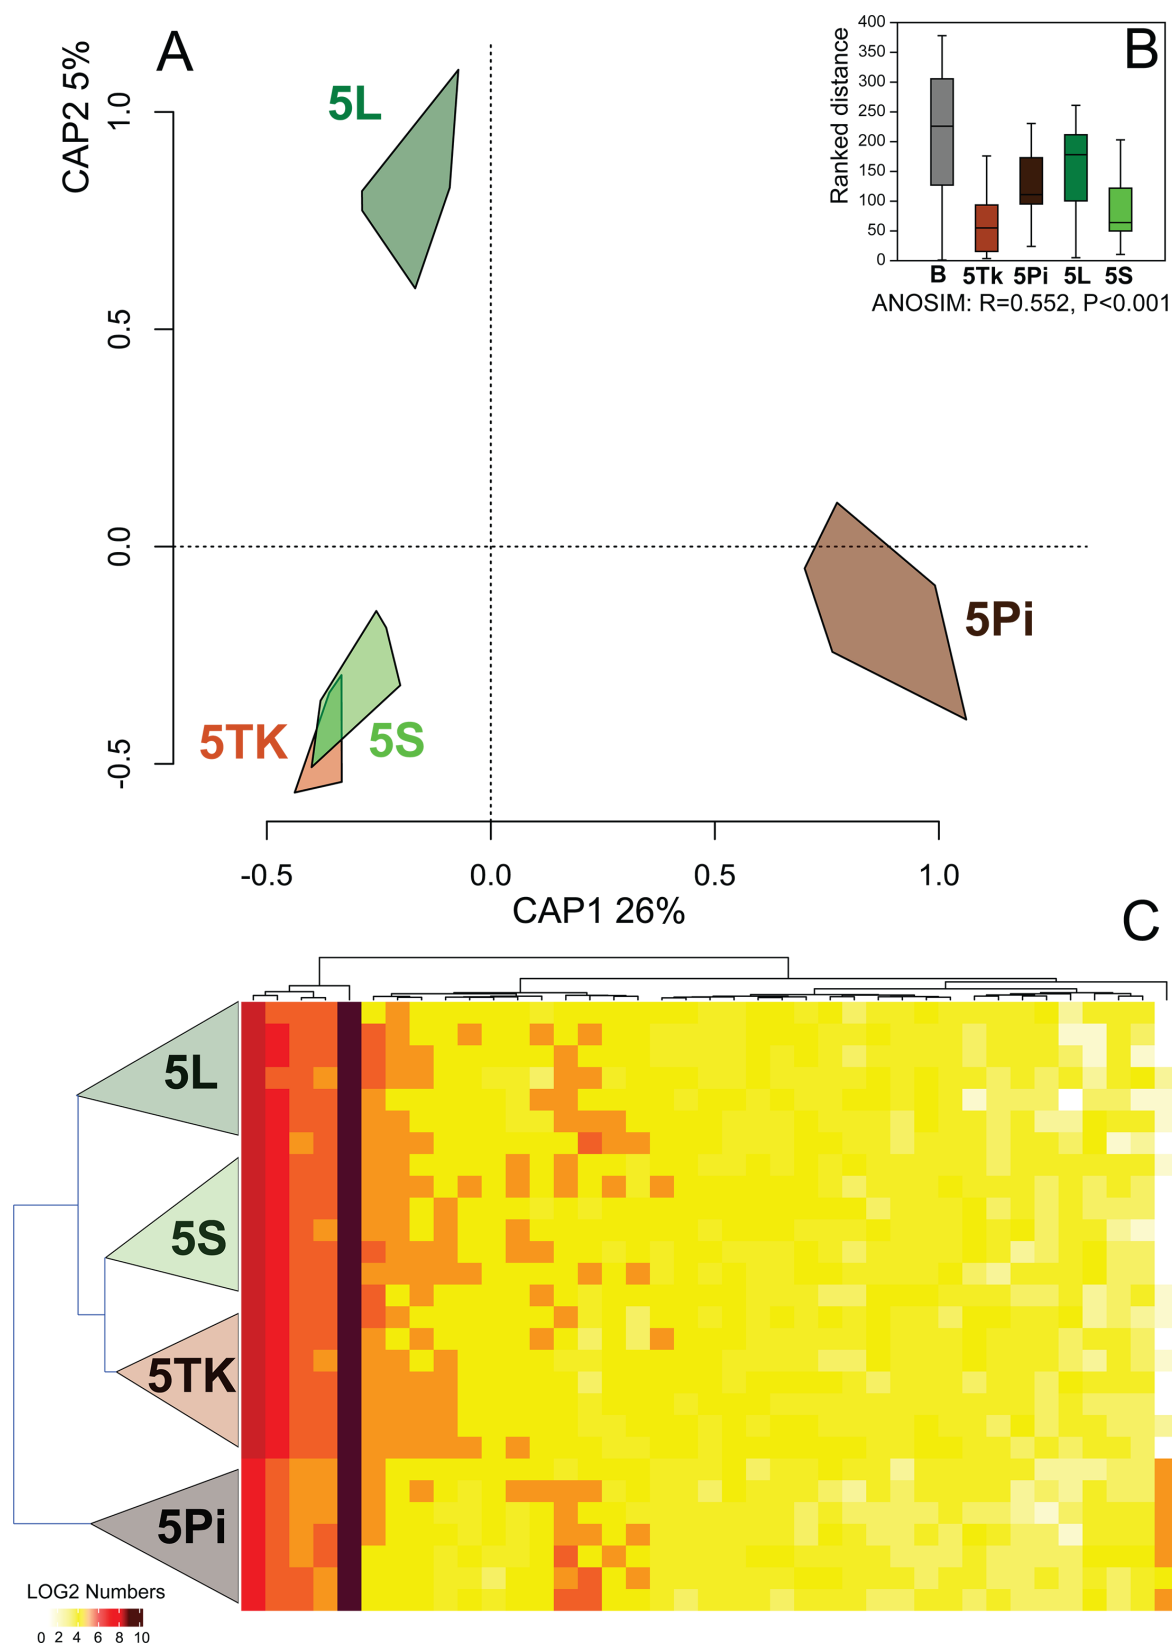 A
CAP2 5%
1.0
0.5
0.0
-0.5
5L
5Pi
5TK
5S
-0.5 0.0 0.5 1.0
CAP1 26%
B
Ranked distance
400
350
300
250
200
150
100
50
0
B 5Tk 5Pi 5L 5S
ANOSIM: R=0.552, P<0.001
C
5L
5S
5TK
5Pi
LOG2 Numbers
0 2 4 6 8 10